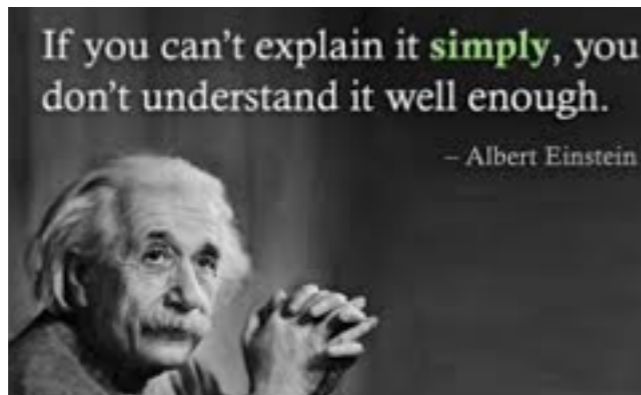 If you can’t explain it simply, you
don’t understand it well enough.
– Albert Einstein